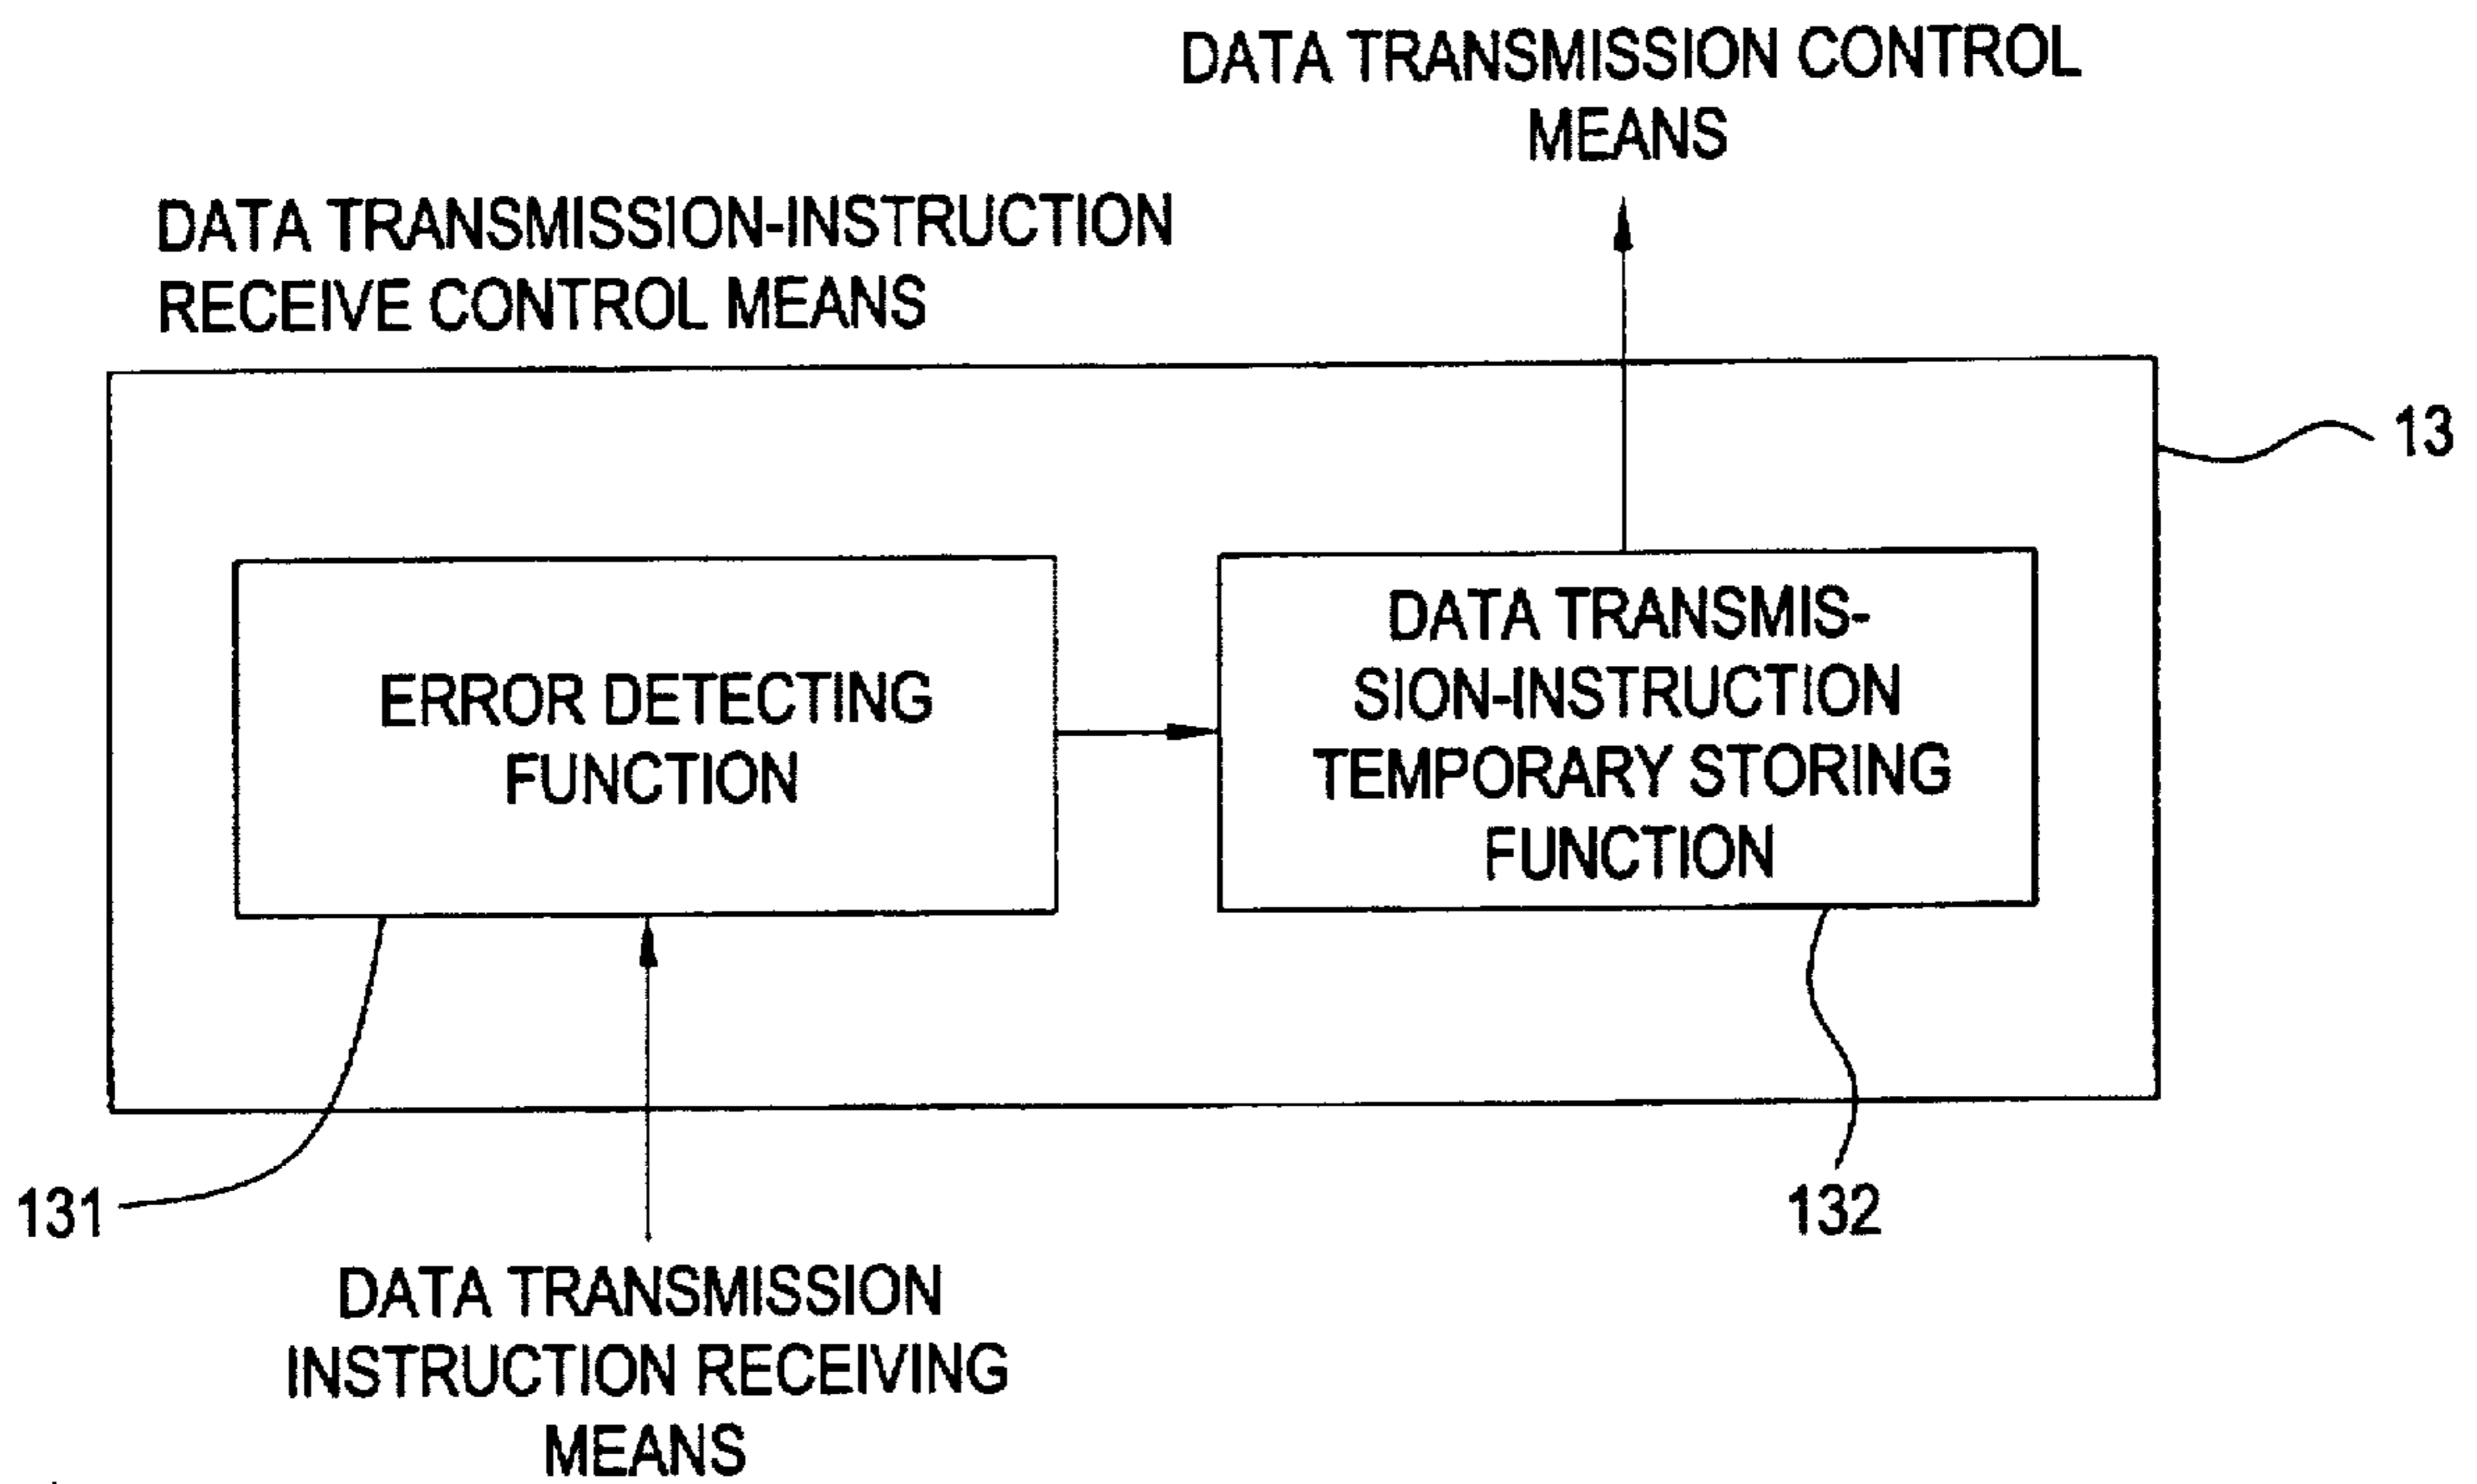 DATA TRANSMISSION CONTROL
MEANS
DATA TRANSMISSION-INSTRUCTION
RECEIVE CONTROL MEANS
13
ERROR DETECTING
FUNCTION
DATA TRANSMIS-
SION-INSTRUCTION
TEMPORARY STORING
FUNCTION
131
132
DATA TRANSMISSION
INSTRUCTION RECEIVING
MEANS